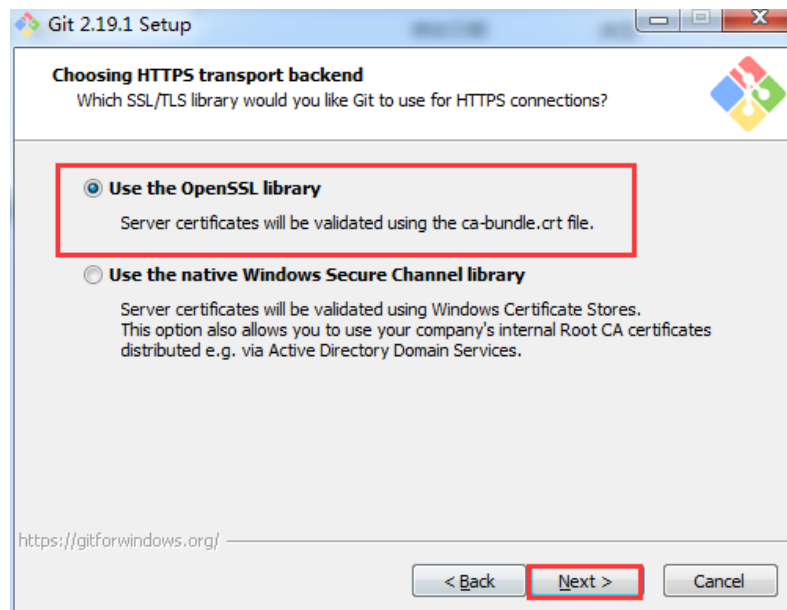 Git 2.19.1 Setup
Choosing HTTPS transport backend
Which SSL/TLS library would you like Git to use for HTTPS connections?
Use the OpenSSL library
Server certificates will be validated using the ca-bundle.crt file.
Use the native Windows Secure Channel library
Server certificates will be validated using Windows Certificate Stores.
This option also allows you to use your company's internal Root CA certificates
distributed e.g. via Active Directory Domain Services.
https://gitforwindows.org/
< Back Next > Cancel